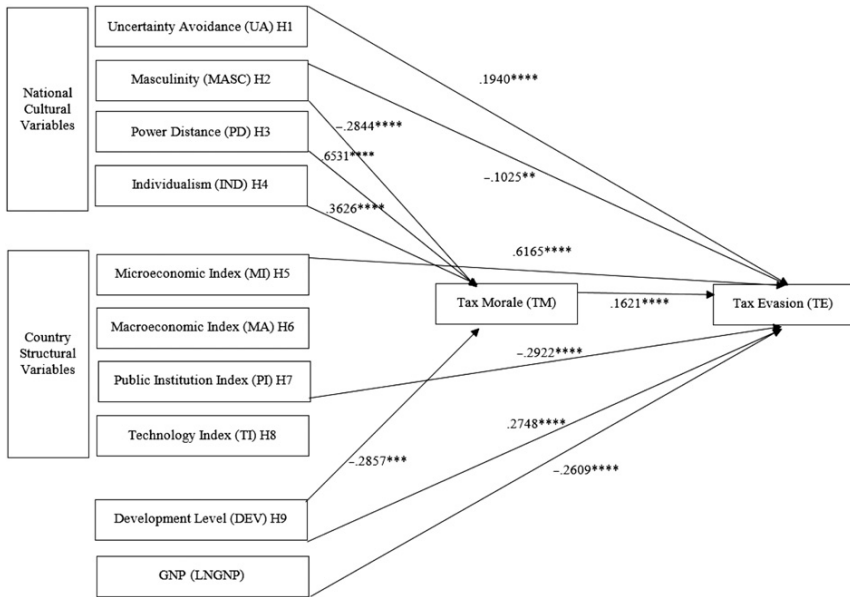 National
Cultural
Variables
Uncertainty Avoidance (UA) H1
Masculinity (MASC) H2
Power Distance (PD) H3
Individualism (IND) H4
.1940****
–.2844****
.6531****
–.1025**
.3626****
Country
Structural
Variables
Microeconomic Index (MI) H5
Macroeconomic Index (MA) H6
Public Institution Index (PI) H7
Technology Index (TI) H8
.6165****
Tax Morale (TM)
.1621****
Tax Evasion (TE)
–.2922****
.2748****
–.2857***
–.2609****
Development Level (DEV) H9
GNP (LNGNP)